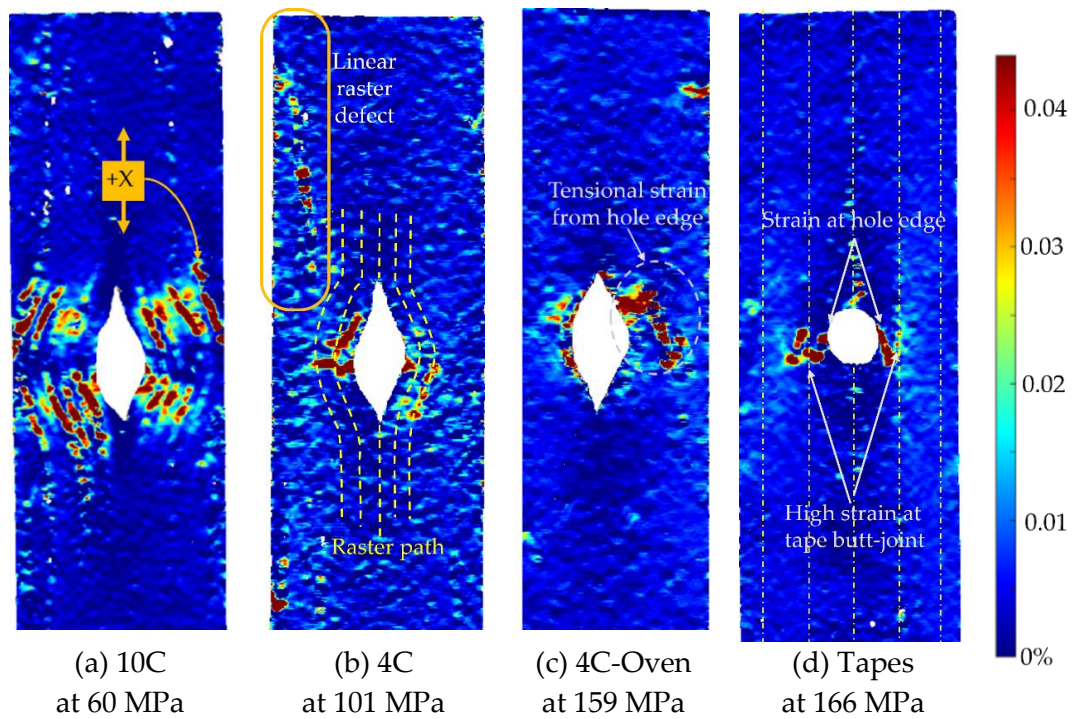 +X
Linear
raster
defect
Raster path
Tensional strain
from hole edge
Strain at hole edge
High strain at
tape butt-joint
0.04
0.03
0.02
0.01
0%
(a) 10C
at 60 MPa
(b) 4C
at 101 MPa
(c) 4C-Oven
at 159 MPa
(d) Tapes
at 166 MPa